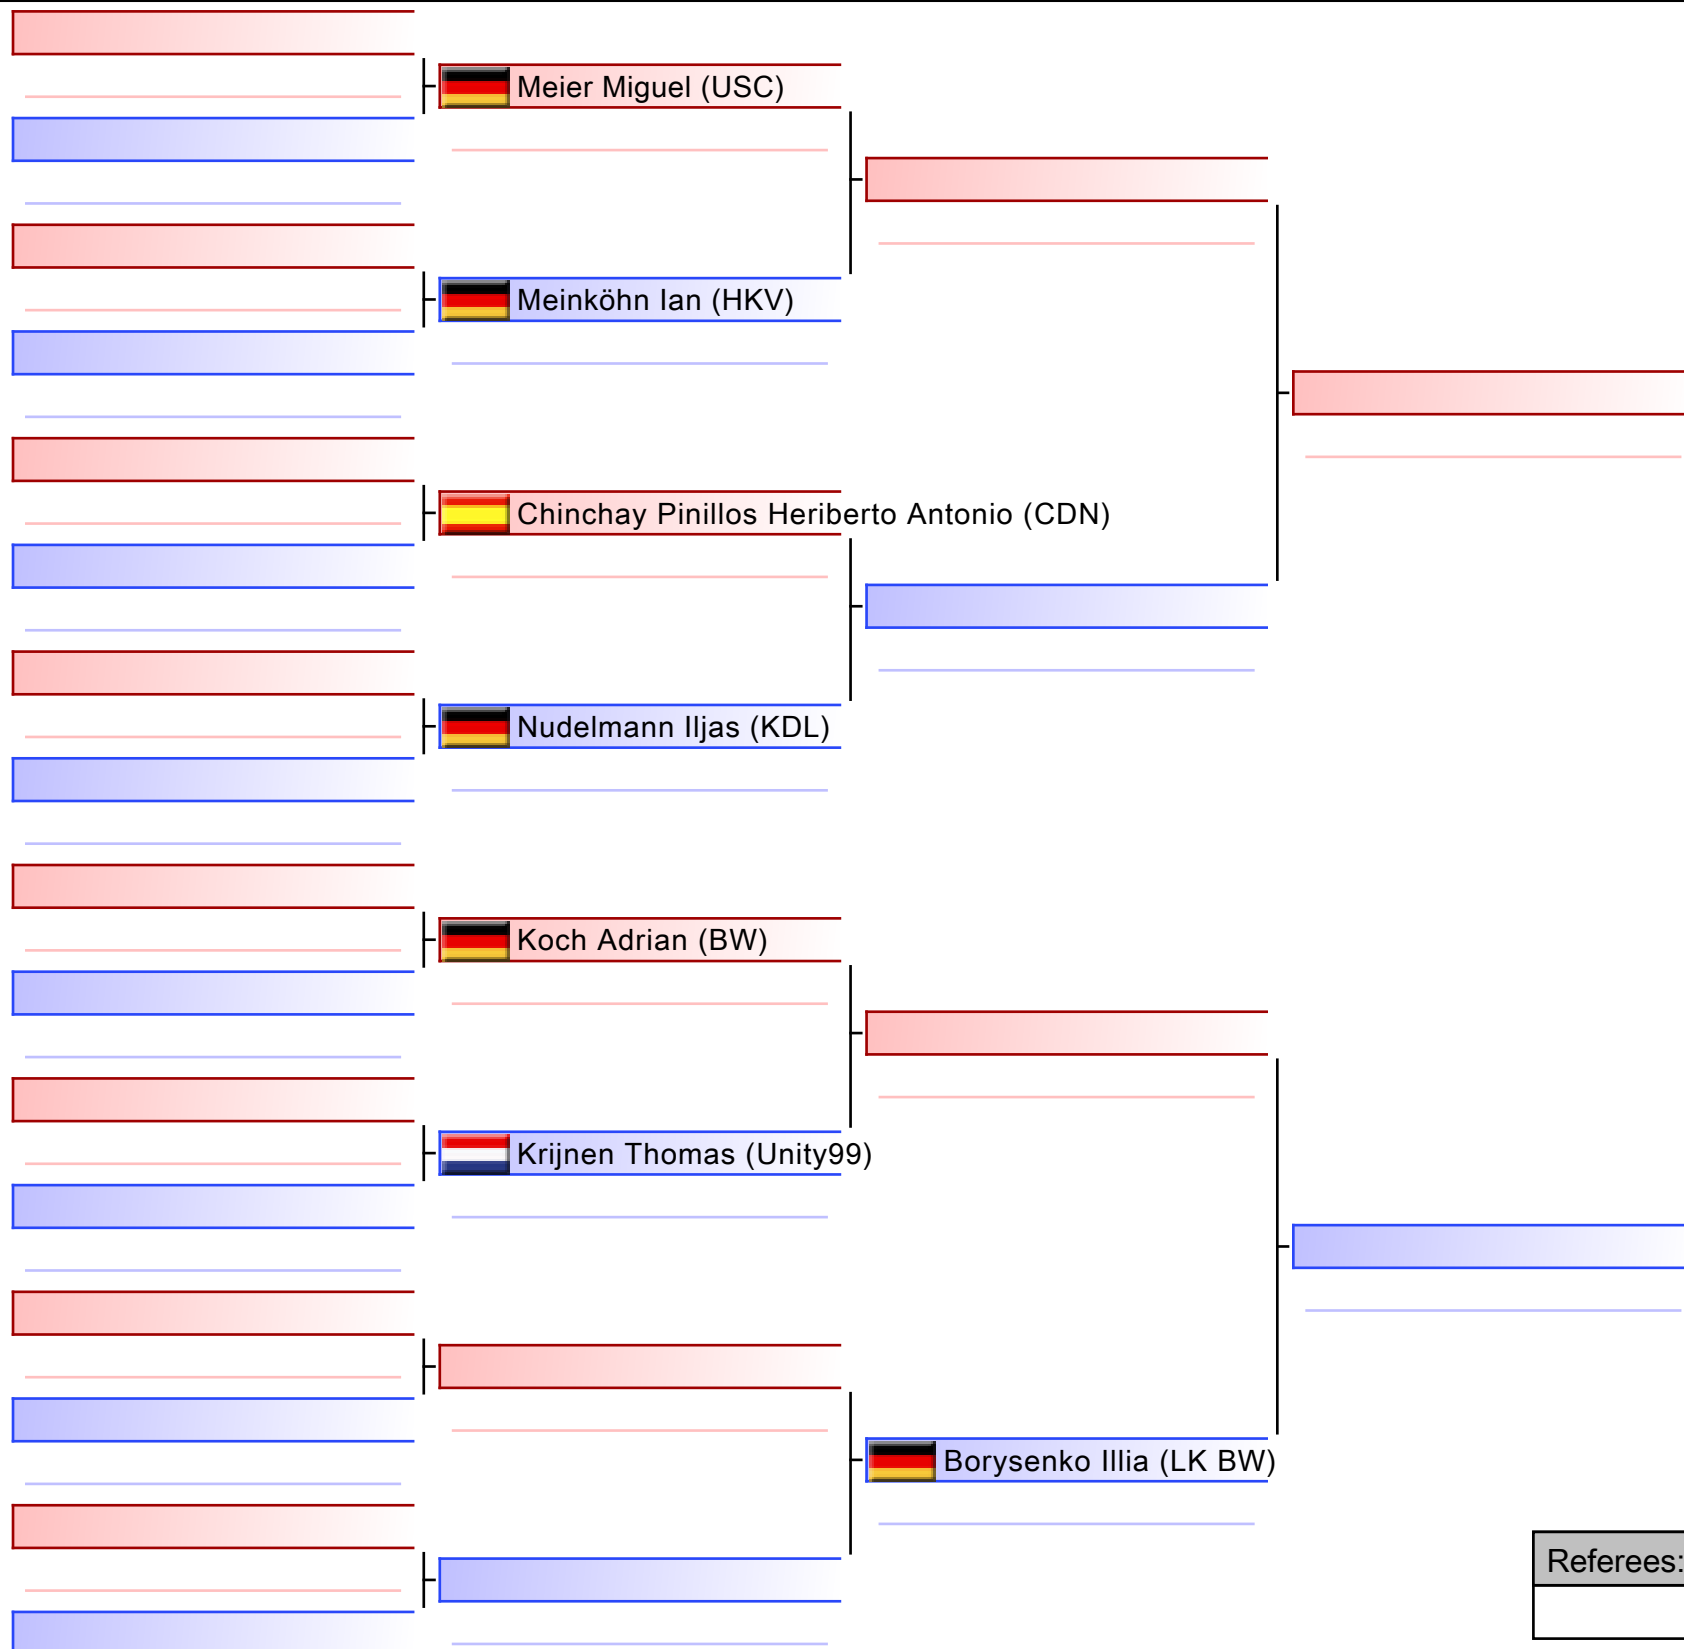 Meier Miguel (USC)
Meinköhn Ian (HKV)
Chinchay Pinillos Heriberto Antonio (CDN)
Nudelmann Iljas (KDL)
Koch Adrian (BW)
Krijnen Thomas (Unity99)
Borysenko Illia (LK BW)
Referees: